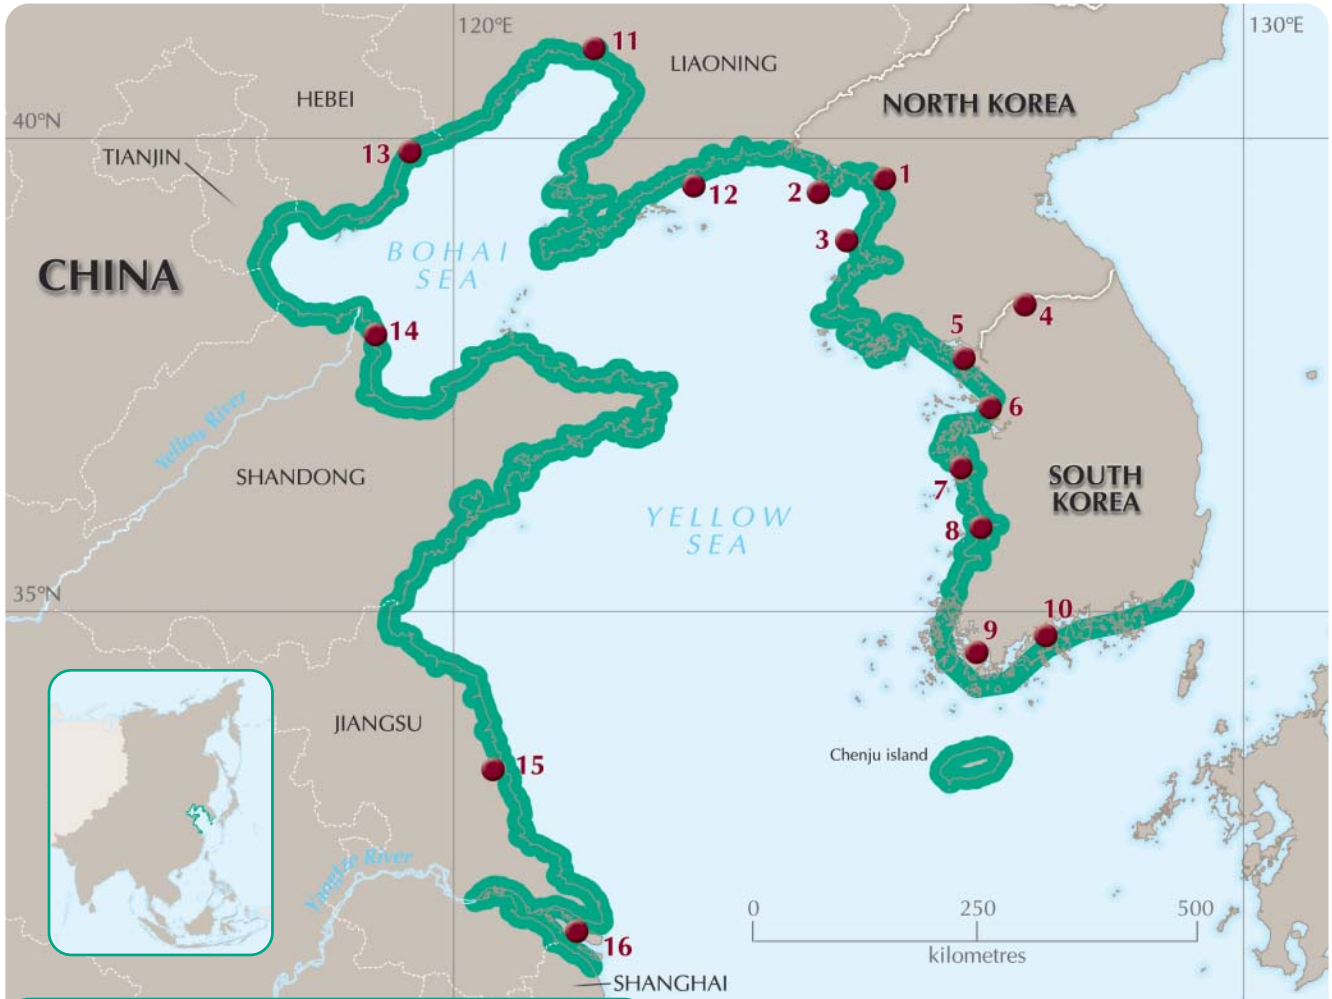 120°E
130°E
11
LIAONING
HEBEI
NORTH KOREA
40°N
TIANJIN
13
12
2
1
3
BOHAI
SEA
CHINA
4
5
14
6
Yellow River
SHANDONG
7
SOUTH
KOREA
YELLOW
SEA
8
35°N
10
9
JIANGSU
Chenju island
15
Yangtze River
0
250
500
kilometres
16
SHANGHAI